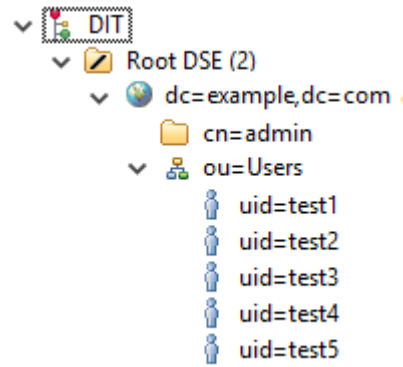 DIT
Root DSE (2)
dc=example,dc=com
cn=admin
ou=Users
uid=test1
uid=test2
uid=test3
uid=test4
uid=test5